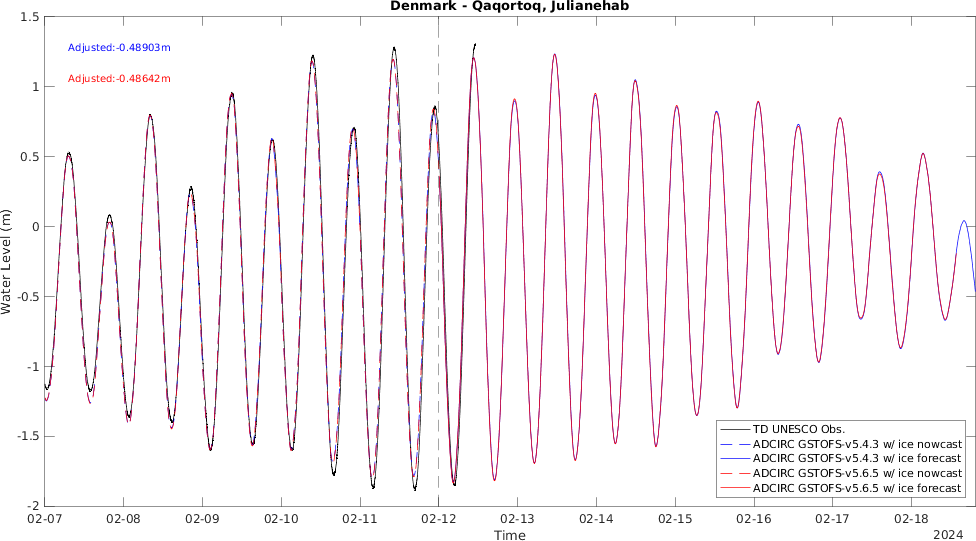 Denmark - Qaqortoq, Julianehab
Adjusted:-0.48903m
Adjusted:-0.48642m
Water Level (m)
1.5
1
0.5
0
-0.5
-1
-1.5
-2
TD UNESCO Obs.
ADCIRC GSTOFS-v5.4.3 w/ ice nowcast
ADCIRC GSTOFS-v5.4.3 w/ ice forecast
ADCIRC GSTOFS-v5.6.5 w/ ice nowcast
ADCIRC GSTOFS-v5.6.5 w/ ice forecast
02-07 02-08 02-09 02-10 02-11 02-12 02-13 02-14 02-15 02-16 02-17 02-18
Time
2024